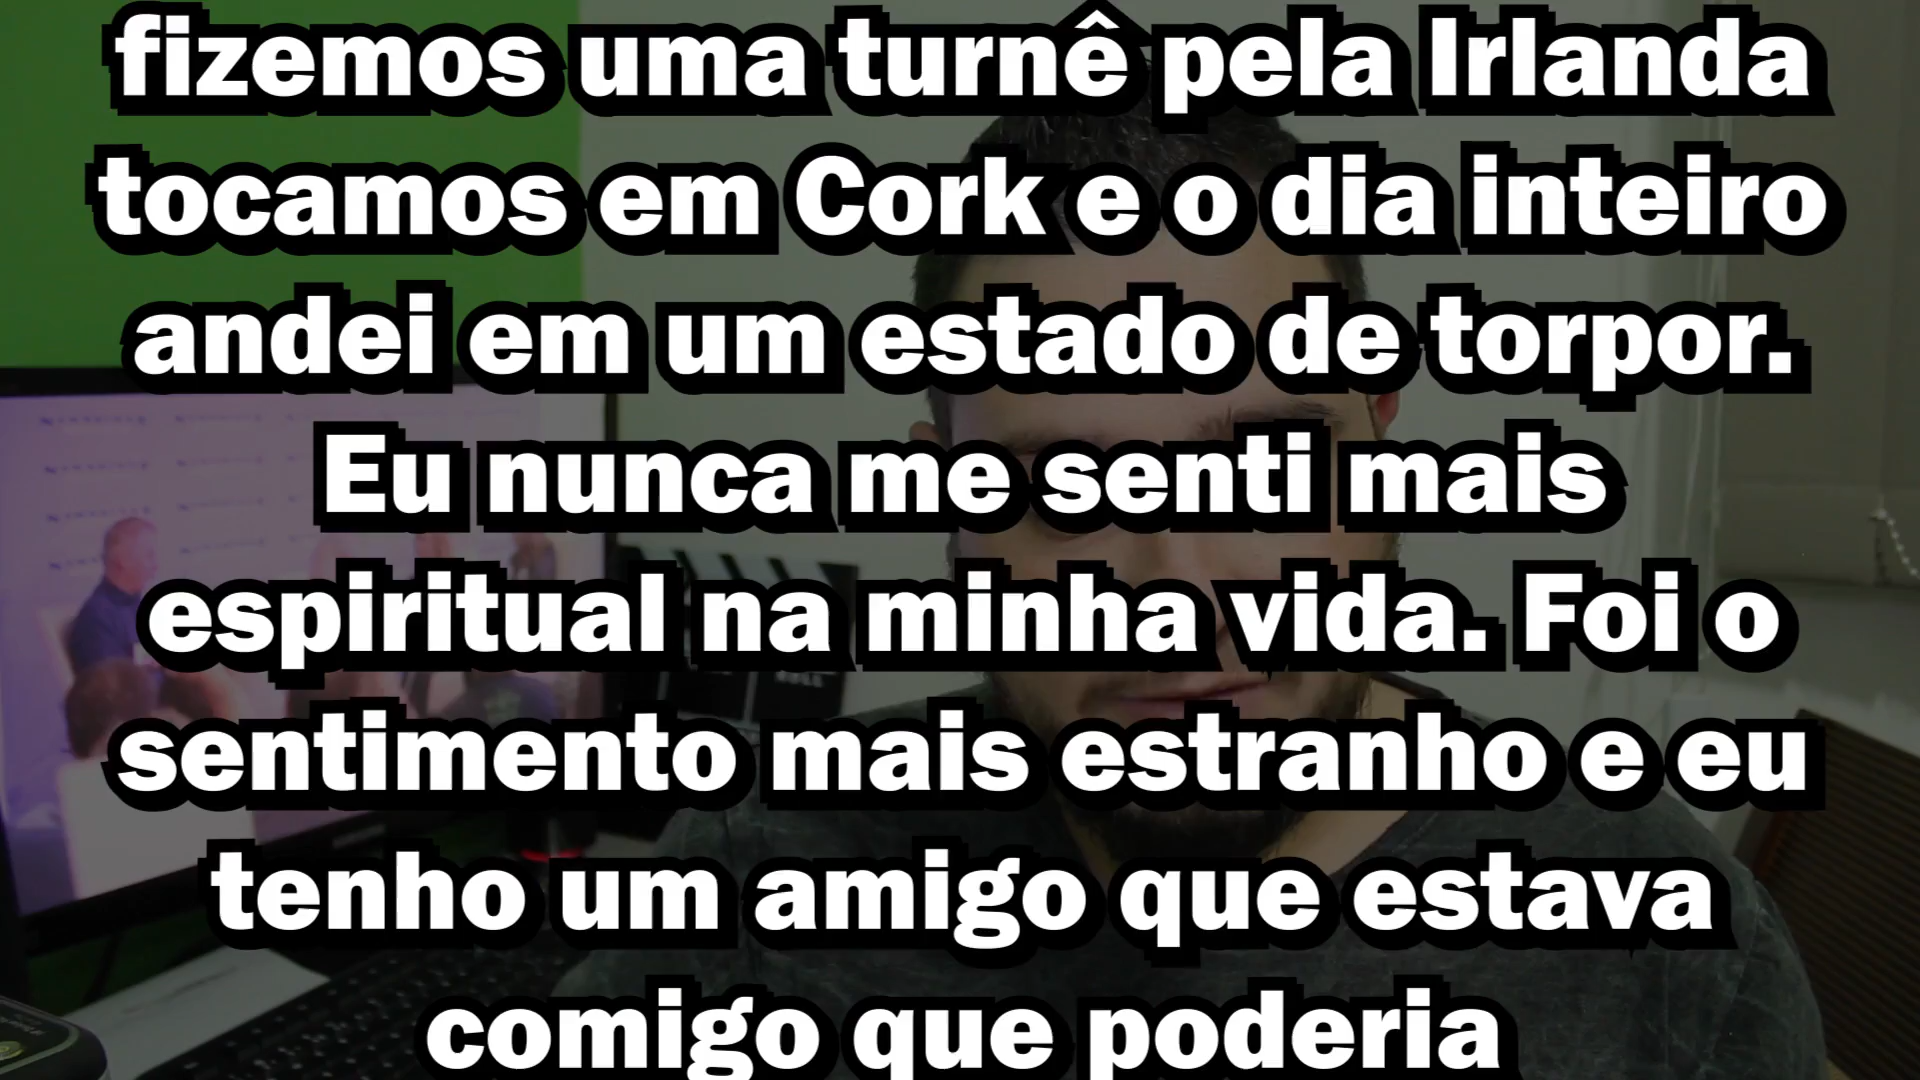 fizemos uma turnê pela Irlanda
tocamos em Cork e o dia inteiro
andei em um estado de torpor.
Eu nunca me senti mais
espiritual na minha vida. Foi o
sentimento mais estranho e eu
tenho um amigo que estava
comigo que poderia